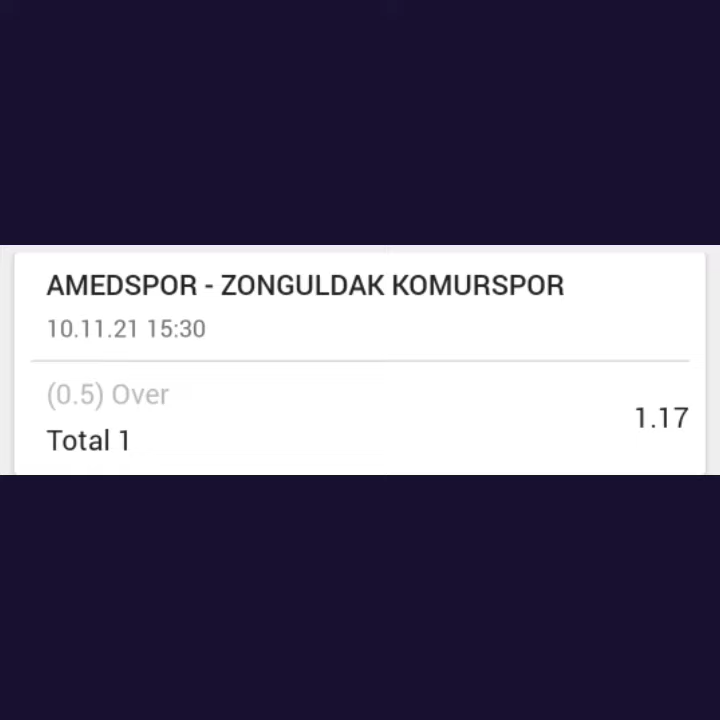 AMEDSPOR - ZONGULDAK KOMURSPOR
10.11.21 15:30
(0.5) Over
1.17
Total 1